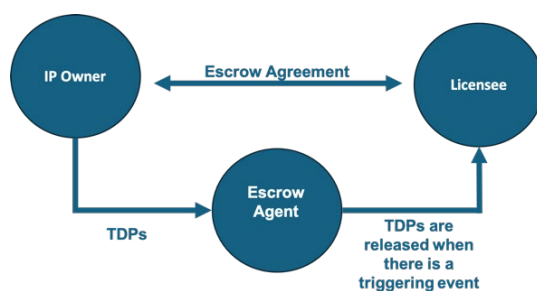 IP Owner
Escrow Agreement
Licensee
Escrow
Agent
TDPs
TDPs are
released when
there is a
triggering event